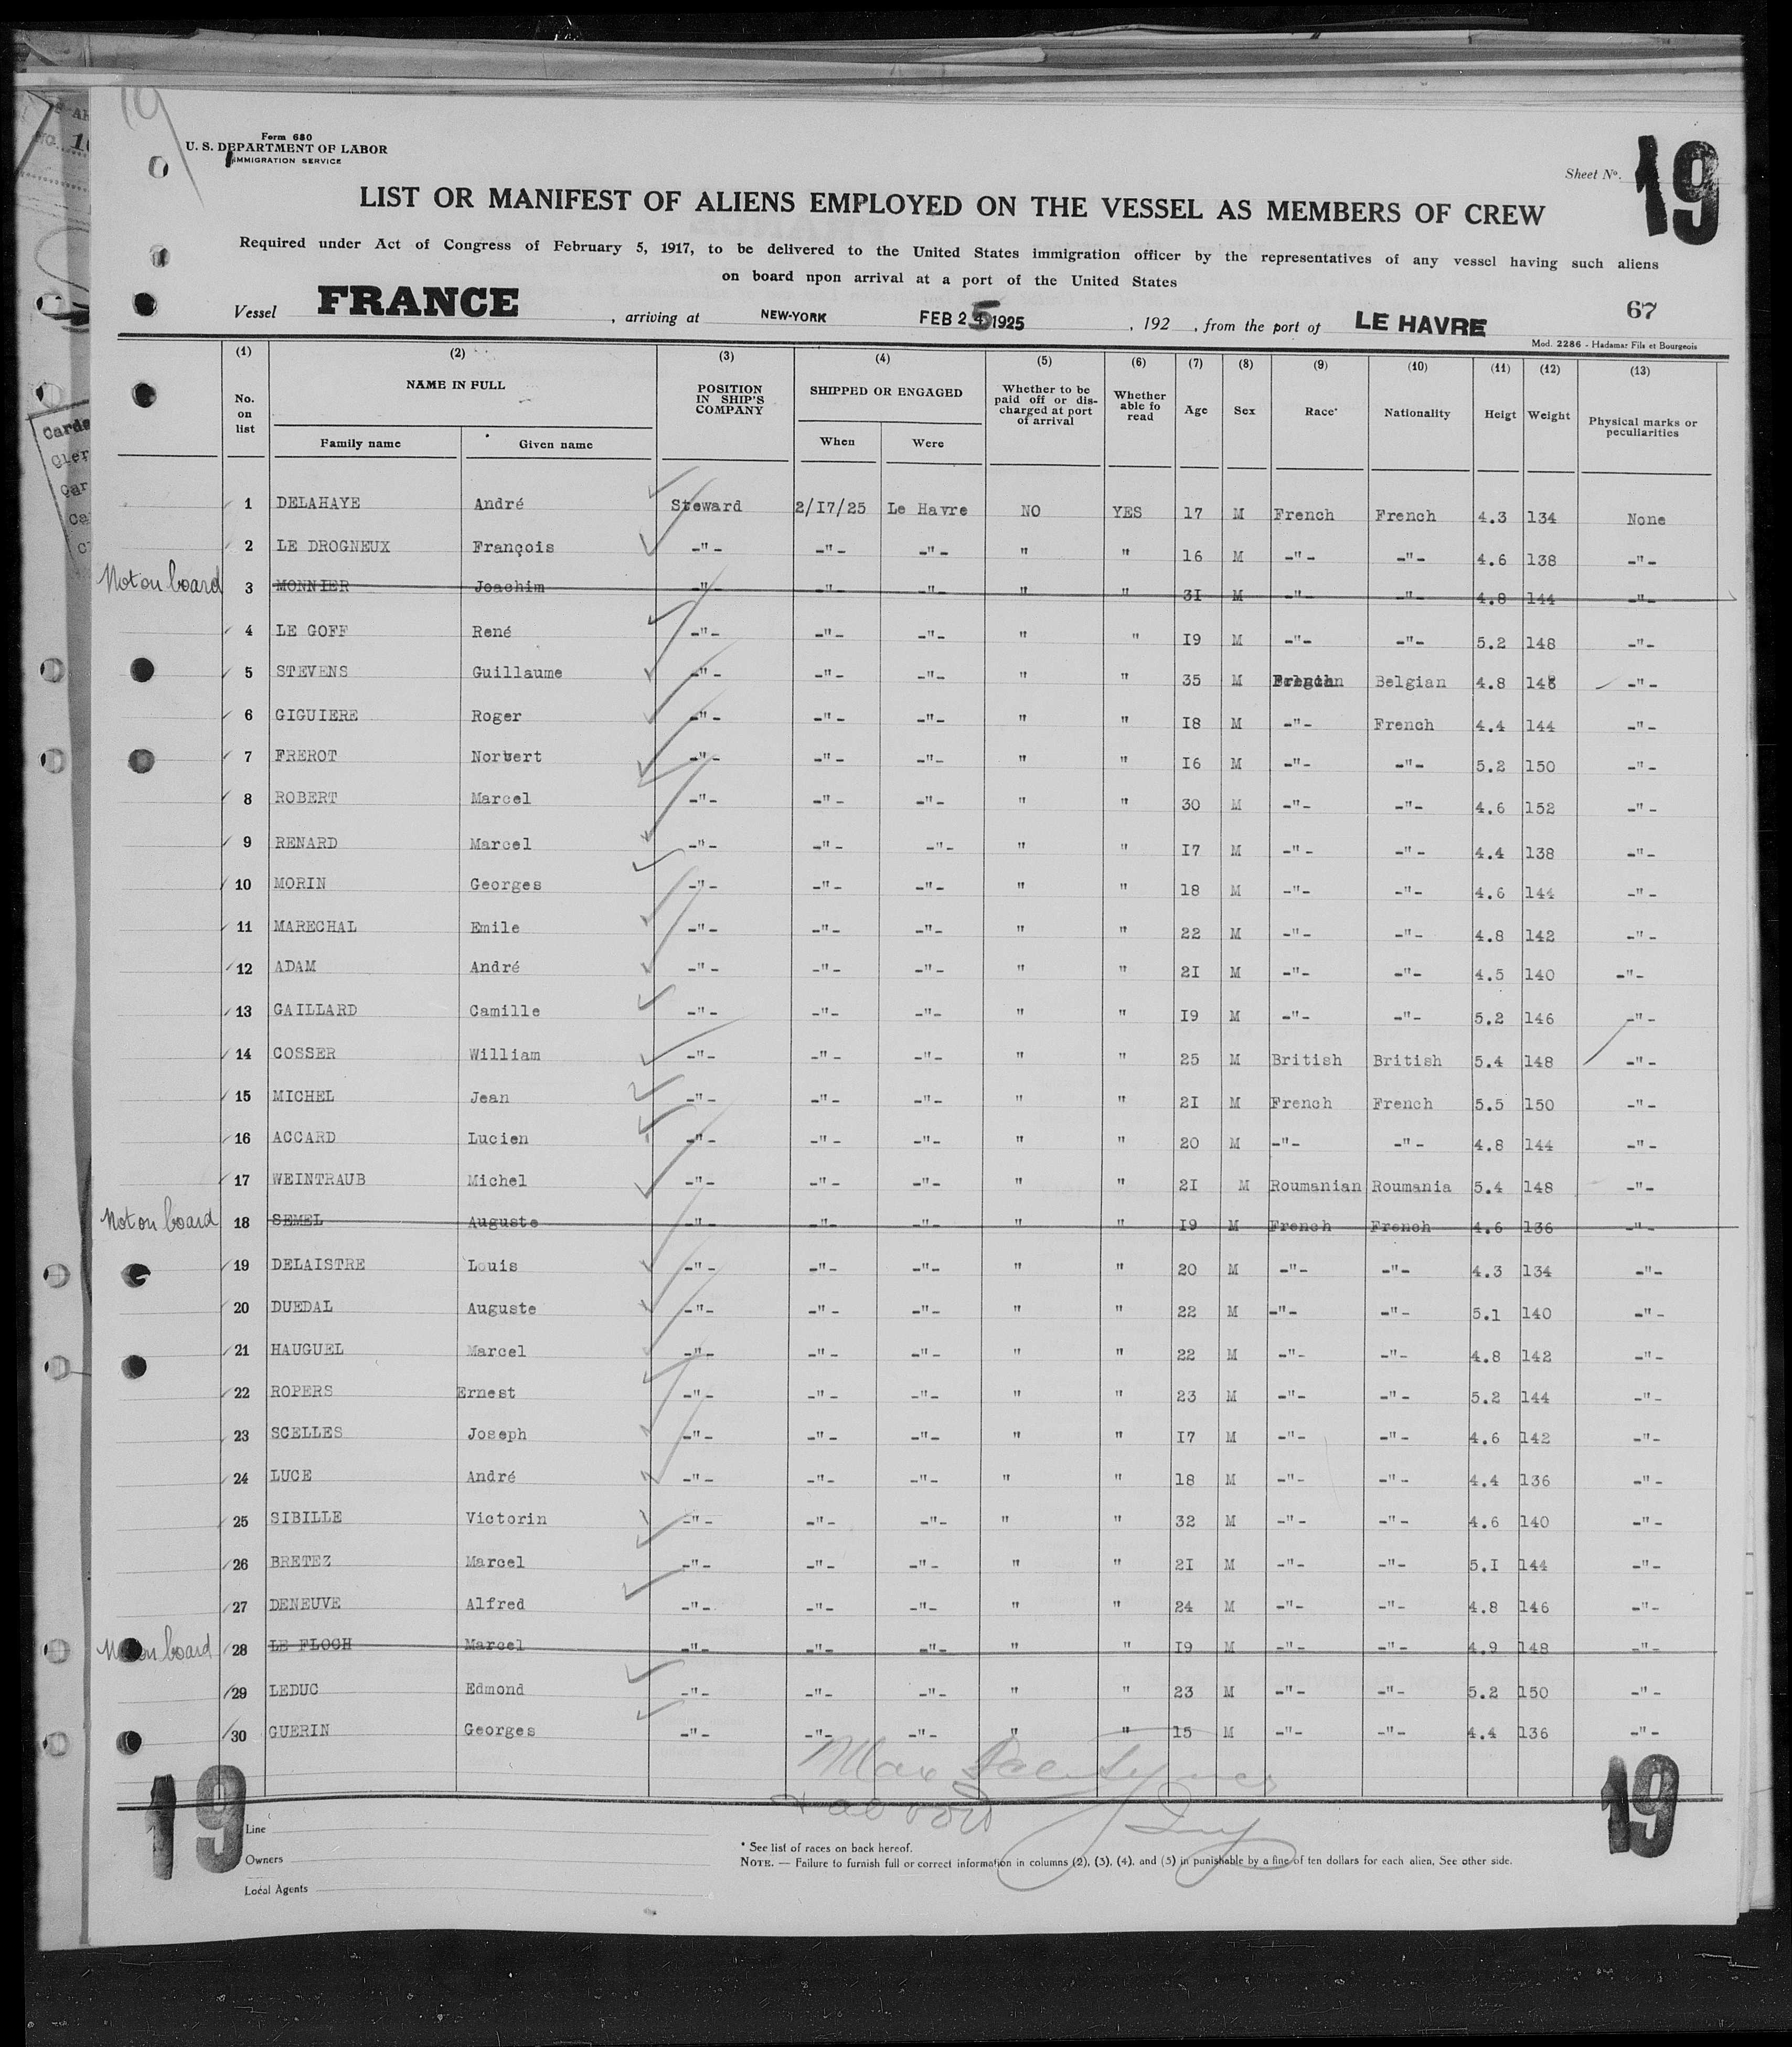 19
Form 680
U. S. DEPARTMENT OF LABOR
IMMIGRATION SERVICE
Sheet No. 19
LIST OR MANIFEST OF ALIENS EMPLOYED ON THE VESSEL AS MEMBERS OF CREW
Required under Act of Congress of February 5, 1917, to be delivered to the United States immigration officer by the representatives of any vessel having such aliens
on board npon arrival at a port of the United States
67
Vessel FRANCE, arriving at NEW-YORK FEB 25 1925, 192 , from the port of LE HAVRE
Mod. 2286 - Hadamar Fils et Bourgeois
(1) (2) (3) (4) (5) (6) (7) (8) (9) (10) (11) (12) (13)
No. on list NAME IN FULL Family name Given name POSITION IN SHIP'S COMPANY SHIPPED OR ENGAGED When Were Whether to be paid off or discharged at port of arrival Whether able fo read Age Sex Race* Nationality Heigt Weight Physical marks or peculiarities
1 DELAHAYE André Steward 2/17/25 Le Havre NO YES 17 M French French 4.3 134 None
2 LE DROGNEUX François -"- -"- -"- " " 16 M -"- -"- 4.6 138 -"-
Not on board 3 MONNIER Joachim -"- -"- -"- " " 31 M -"- -"- 4.8 144 -"-
4 LE GOFF René -"- -"- -"- " " 19 M -"- -"- 5.2 148 -"-
5 STEVENS Guillaume -"- -"- -"- " " 35 M Belgian Belgian 4.8 148 -"-
6 GIGUIERE Roger -"- -"- -"- " " 18 M -"- French 4.4 144 -"-
7 FREROT Norbert -"- -"- -"- " " 16 M -"- -"- 5.2 150 -"-
8 ROBERT Marcel -"- -"- -"- " " 30 M -"- -"- 4.6 152 -"-
9 RENARD Marcel -"- -"- -"- " " 17 M -"- -"- 4.4 138 -"-
10 MORIN Georges -"- -"- -"- " " 18 M -"- -"- 4.6 144 -"-
11 MARECHAL Emile -"- -"- -"- " " 22 M -"- -"- 4.8 142 -"-
12 ADAM André -"- -"- -"- " " 21 M -"- -"- 4.5 140 -"-
13 GAILLARD Camille -"- -"- -"- " " 19 M -"- -"- 5.2 146 -"-
14 COSSER William -"- -"- -"- " " 25 M British British 5.4 148 -"-
15 MICHEL Jean -"- -"- -"- " " 21 M French French 5.5 150 -"-
16 ACCARD Lucien -"- -"- -"- " " 20 M -"- -"- 4.8 144 -"-
17 WEINTRAUB Michel -"- -"- -"- " " 21 M Roumanian Roumania 5.4 148 -"-
Not on board 18 SEMEL Auguste -"- -"- -"- " " 19 M French French 4.6 136 -"-
19 DELAISTRE Louis -"- -"- -"- " " 20 M -"- -"- 4.3 134 -"-
20 DUEDAL Auguste -"- -"- -"- " " 22 M -"- -"- 5.1 140 -"-
21 HAUGUEL Marcel -"- -"- -"- " " 22 M -"- -"- 4.8 142 -"-
22 ROPERS Ernest -"- -"- -"- " " 23 M -"- -"- 5.2 144 -"-
23 SCELLES Joseph -"- -"- -"- " " 17 M -"- -"- 4.6 142 -"-
24 LUCE André -"- -"- -"- " " 18 M -"- -"- 4.4 136 -"-
25 SIBILLE Victorin -"- -"- -"- " " 32 M -"- -"- 4.6 140 -"-
26 BRETEZ Marcel -"- -"- -"- " " 21 M -"- -"- 5.1 144 -"-
27 DENEUVE Alfred -"- -"- -"- " " 24 M -"- -"- 4.8 146 -"-
Not on board 28 LE FLOCH Marcel -"- -"- -"- " " 19 M -"- -"- 4.9 148 -"-
29 LEDUC Edmond -"- -"- -"- " " 23 M -"- -"- 5.2 150 -"-
30 GUERIN Georges -"- -"- -"- " " 15 M -"- -"- 4.4 136 -"-
19 19
Line
Owners
Local Agents
* See list of races on back hereof.
NOTE. — Failure to furnish full or correct information in columns (2), (3), (4), and (5) in punishable by a fine of ten dollars for each alien, See other side.